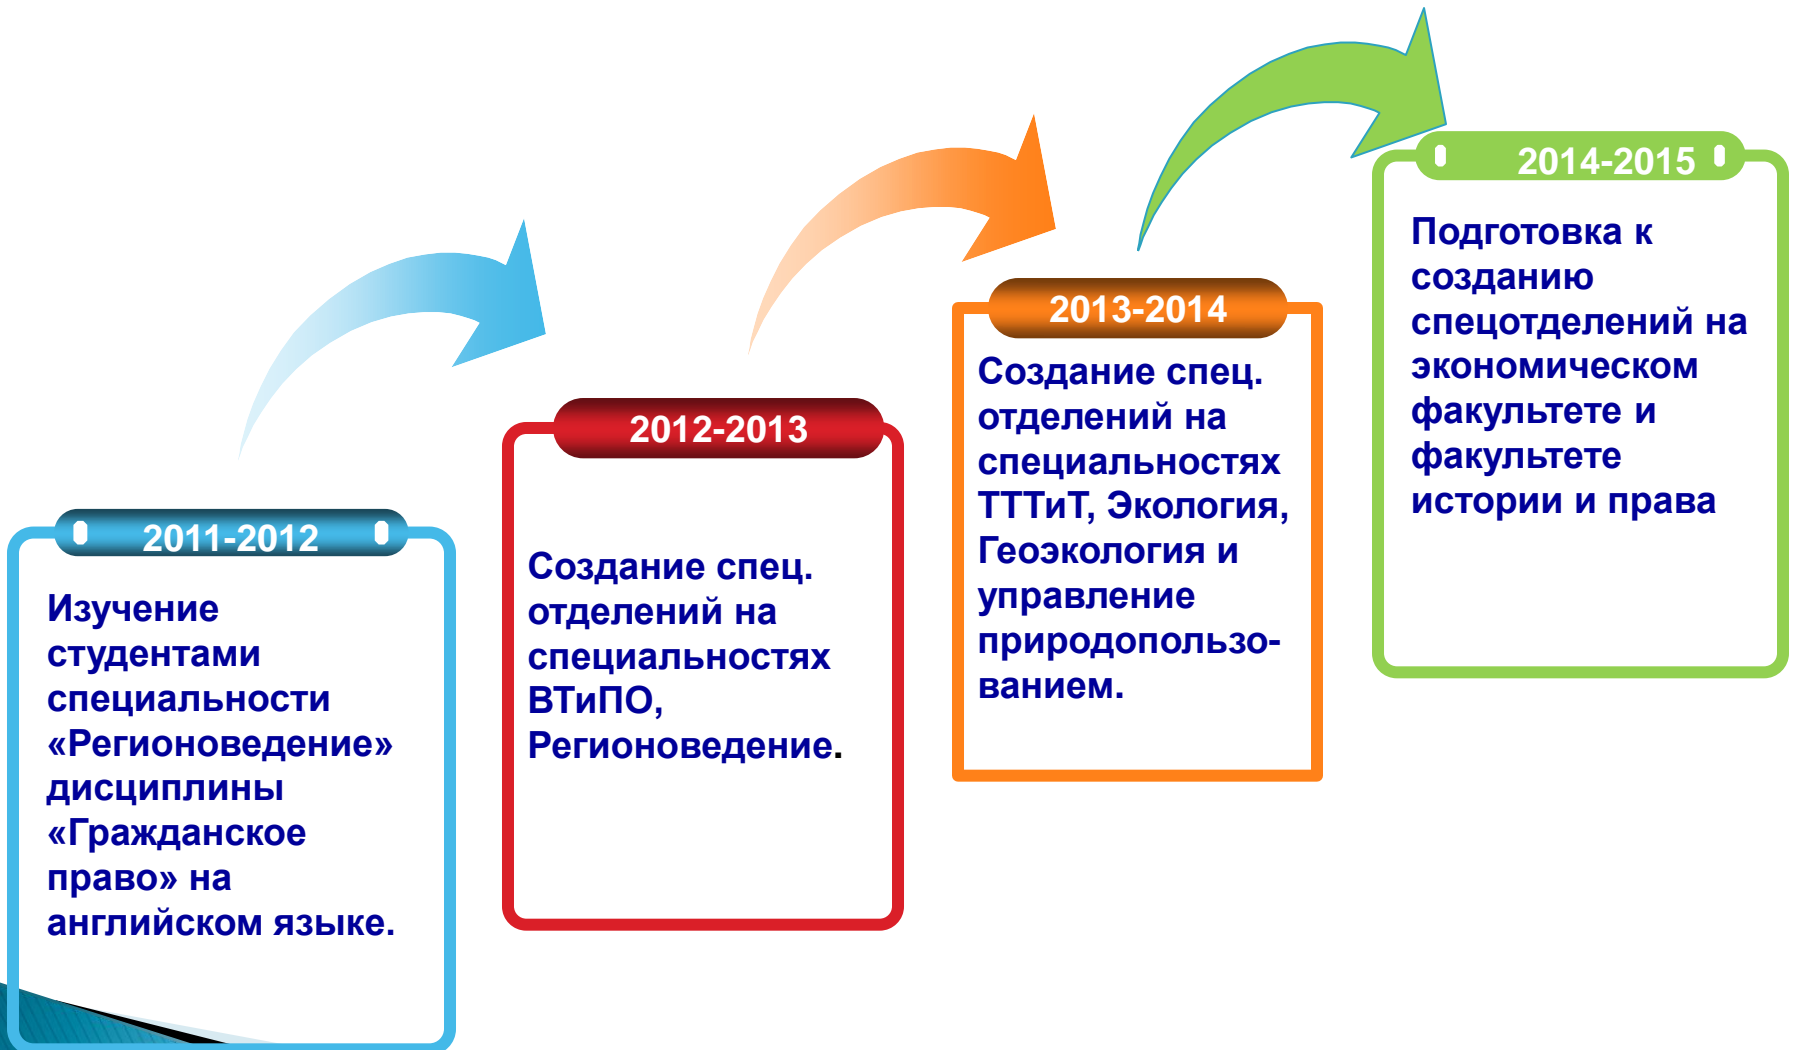 2011-2012
Изучение
студентами
специальности
«Регионоведение»
дисциплины
«Гражданское
право» на
английском языке.
2012-2013
Создание спец.
отделений на
специальностях
ВТиПО,
Регионоведение.
2013-2014
Создание спец.
отделений на
специальностях
ТТТиТ, Экология,
Геоэкология и
управление
природопользо-
ванием.
2014-2015
Подготовка к
созданию
спецотделений на
экономическом
факультете и
факультете
истории и права